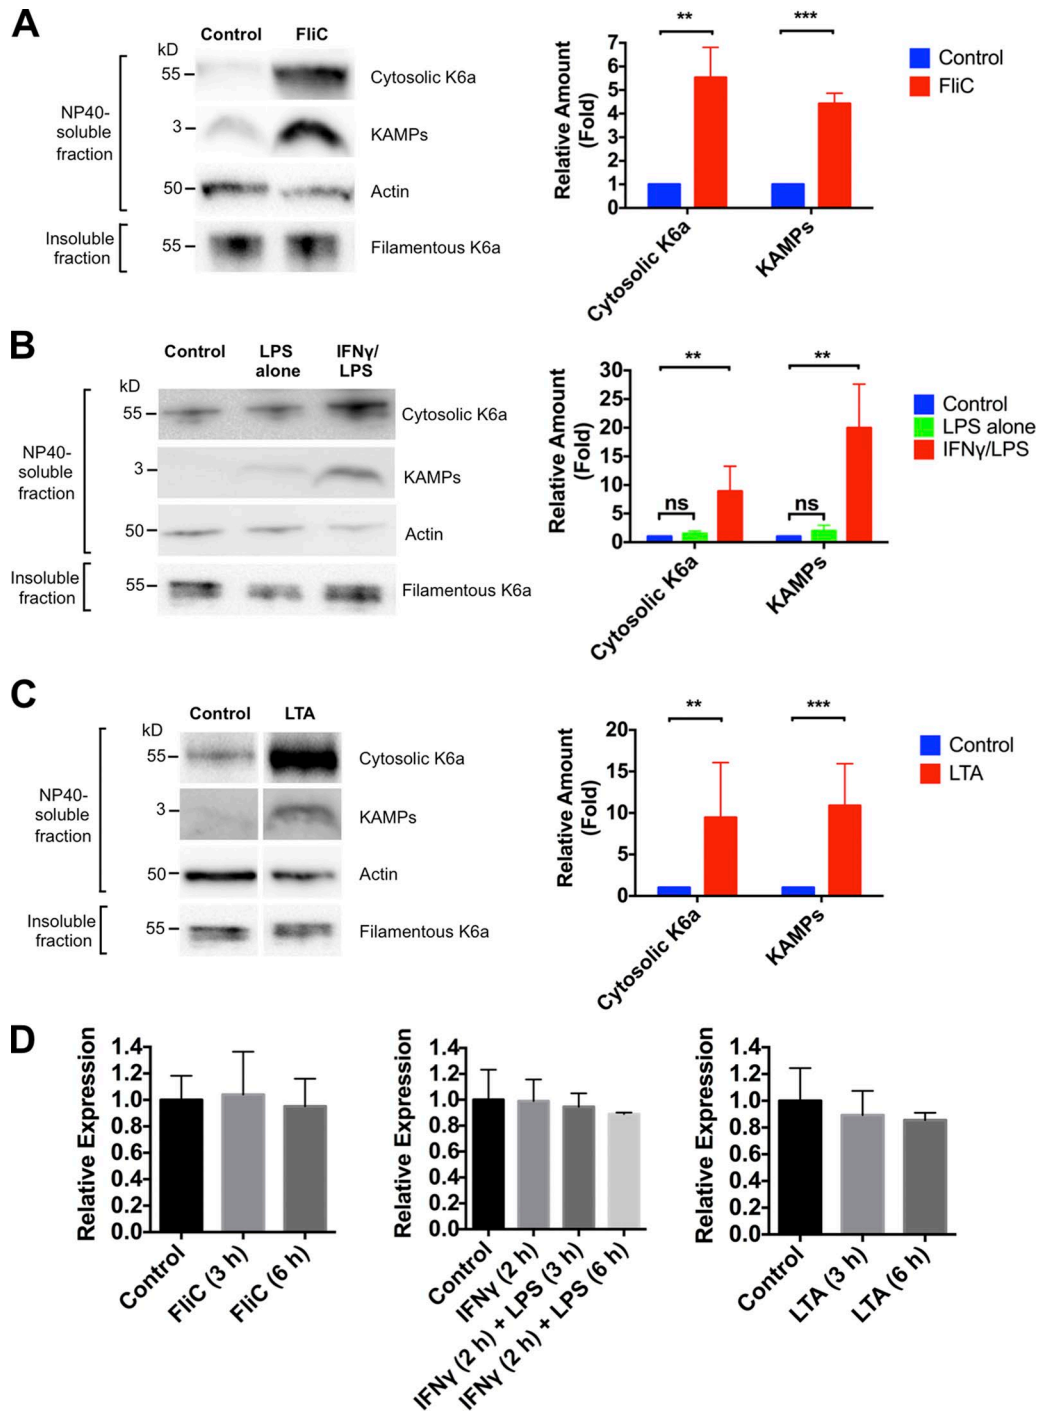 A
Control FliC
kD
NP40-
soluble
fraction
55
Cytosolic K6a
3
KAMPs
50
Actin
Insoluble
fraction
55
Filamentous K6a
Relative Amount
(Fold)
7
6
5
4
3
2
1
0
** ***
Cytosolic K6a
KAMPs
Control
FliC
B
Control LPS alone IFNγ/LPS
kD
NP40-
soluble
fraction
55
Cytosolic K6a
3
KAMPs
50
Actin
Insoluble
fraction
55
Filamentous K6a
Relative Amount
(Fold)
30
20
15
10
5
0
** **
ns ns
Cytosolic K6a
KAMPs
Control
LPS alone
IFNγ/LPS
C
Control LTA
kD
NP40-
soluble
fraction
55
Cytosolic K6a
3
KAMPs
50
Actin
Insoluble
fraction
55
Filamentous K6a
Relative Amount
(Fold)
20
15
10
5
0
** ***
Cytosolic K6a
KAMPs
Control
LTA
D
Relative Expression
1.4
1.2
1.0
0.8
0.6
0.4
0.2
0.0
Control
FliC (3 h)
FliC (6 h)
Relative Expression
1.4
1.2
1.0
0.8
0.6
0.4
0.2
0.0
Control
IFNγ (2 h)
IFNγ (2 h) + LPS (3 h)
IFNγ (2 h) + LPS (6 h)
Relative Expression
1.4
1.2
1.0
0.8
0.6
0.4
0.2
0.0
Control
LTA (3 h)
LTA (6 h)